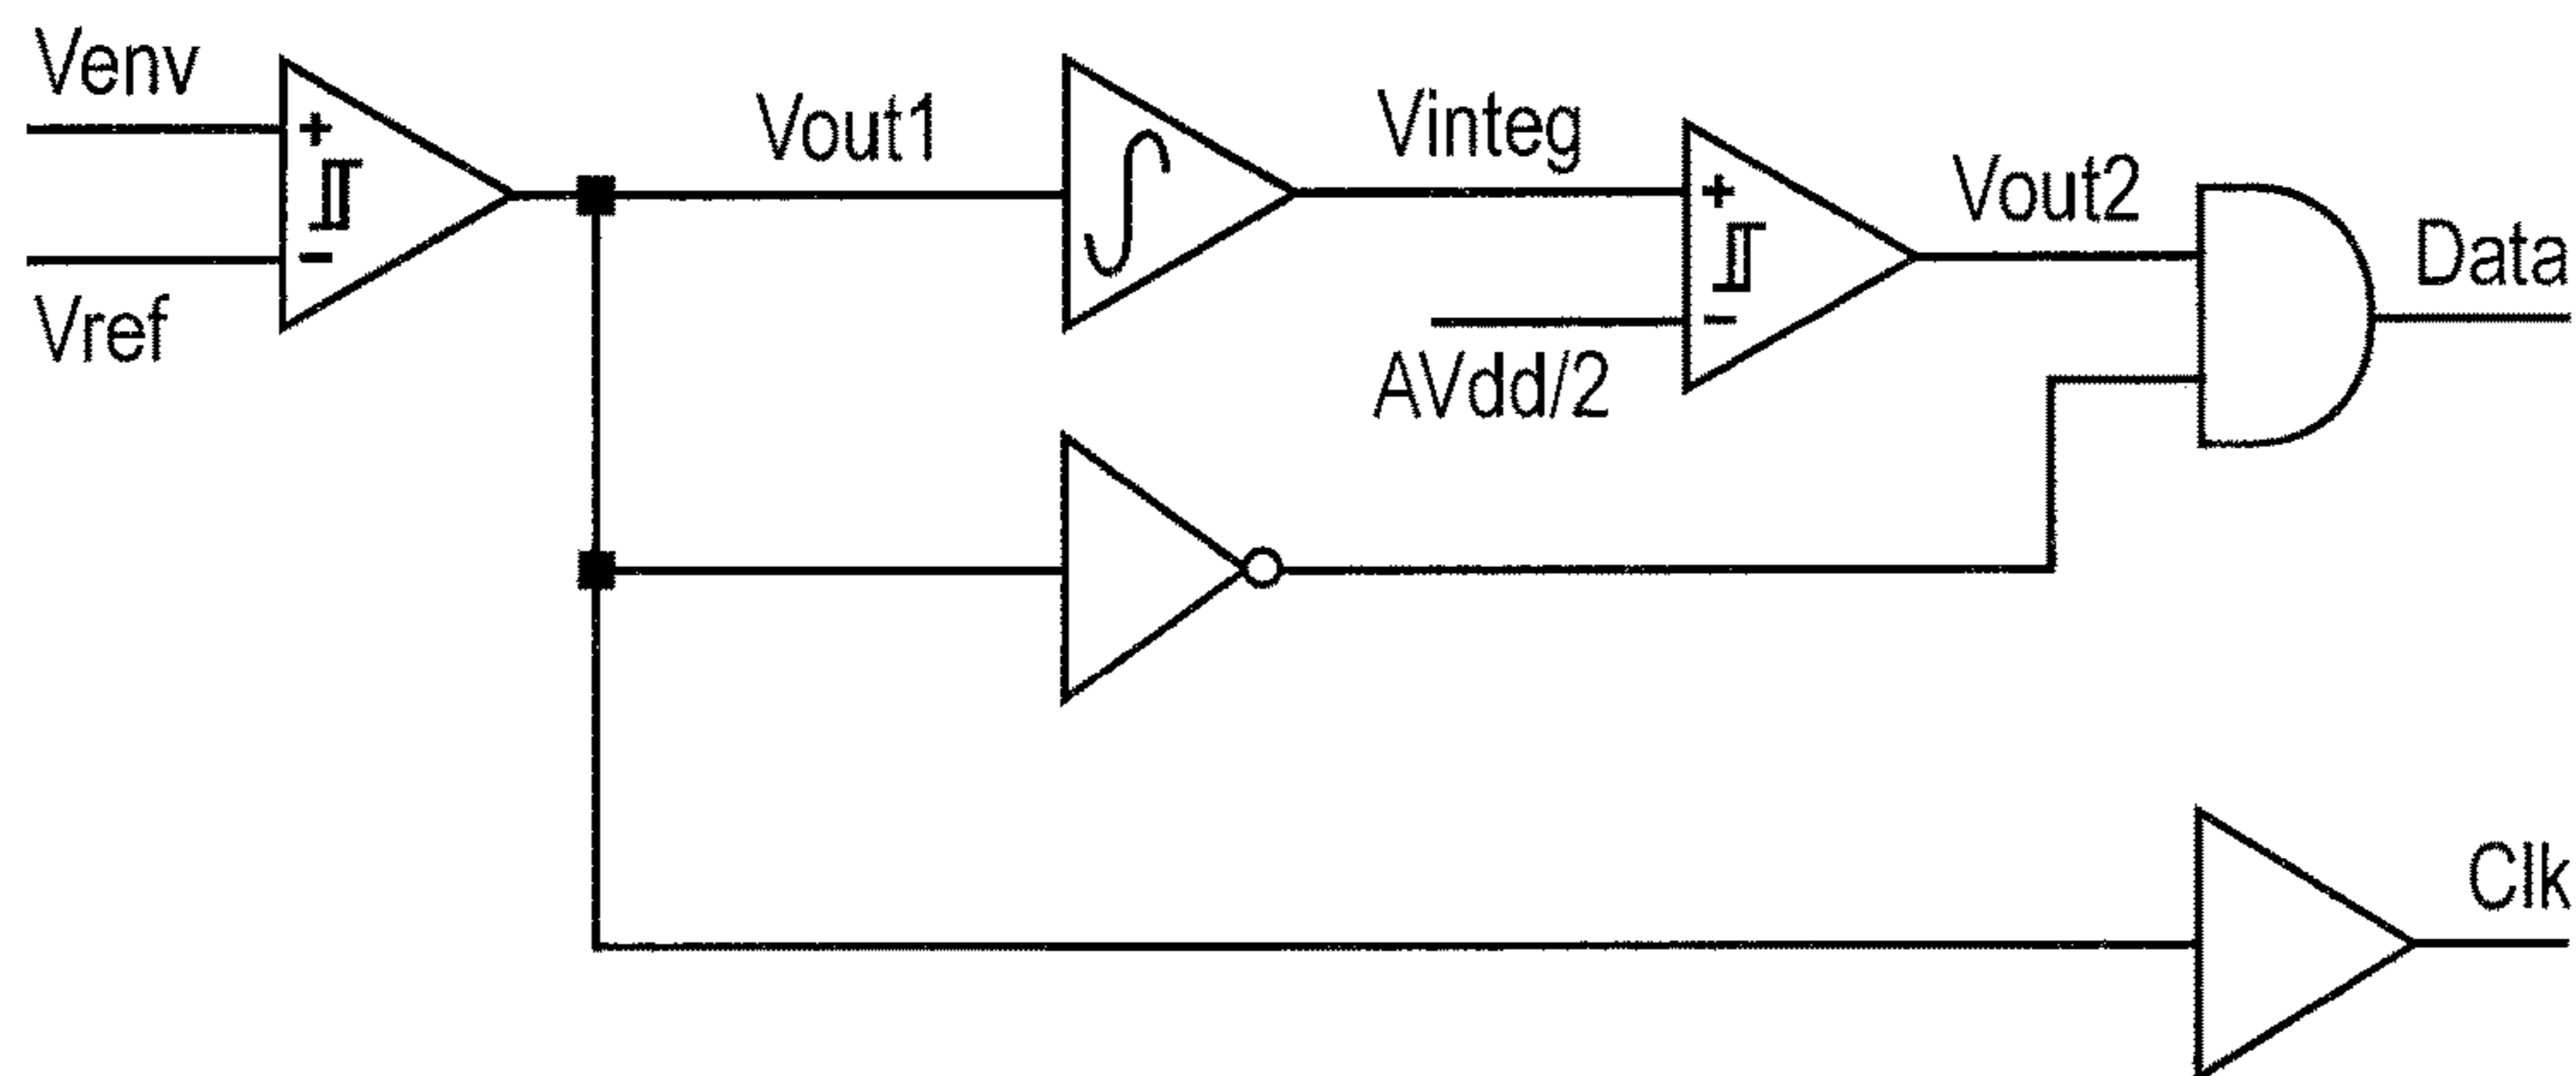 Venv
Vref
Vout1
Vinteg
AVdd/2
Vout2
Data
Clk